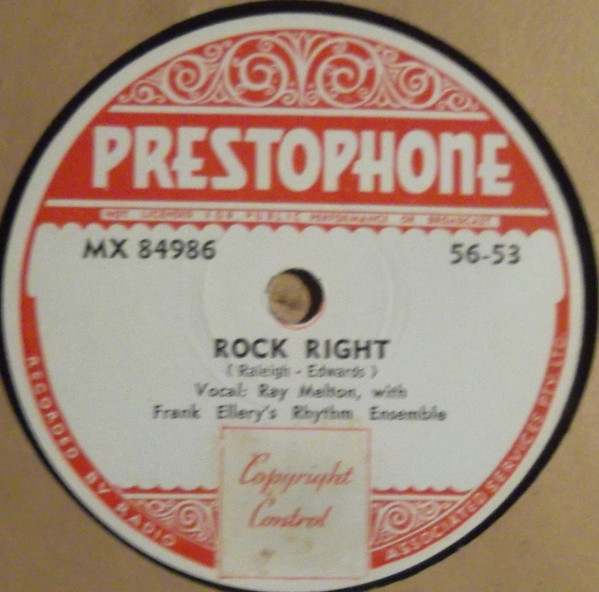 PRESTOPHONE
NOT LICENSED FOR PUBLIC PERFORMANCE OR BROADCAST
MX 84986
56-53
ROCK RIGHT
(Raleigh - Edwards)
Vocal: Ray Melton, with
Frank Ellery's Rhythm Ensemble
Copyright
Control
RECORDED BY RADIO
ASSOCIATED SERVICES PTY. LTD.